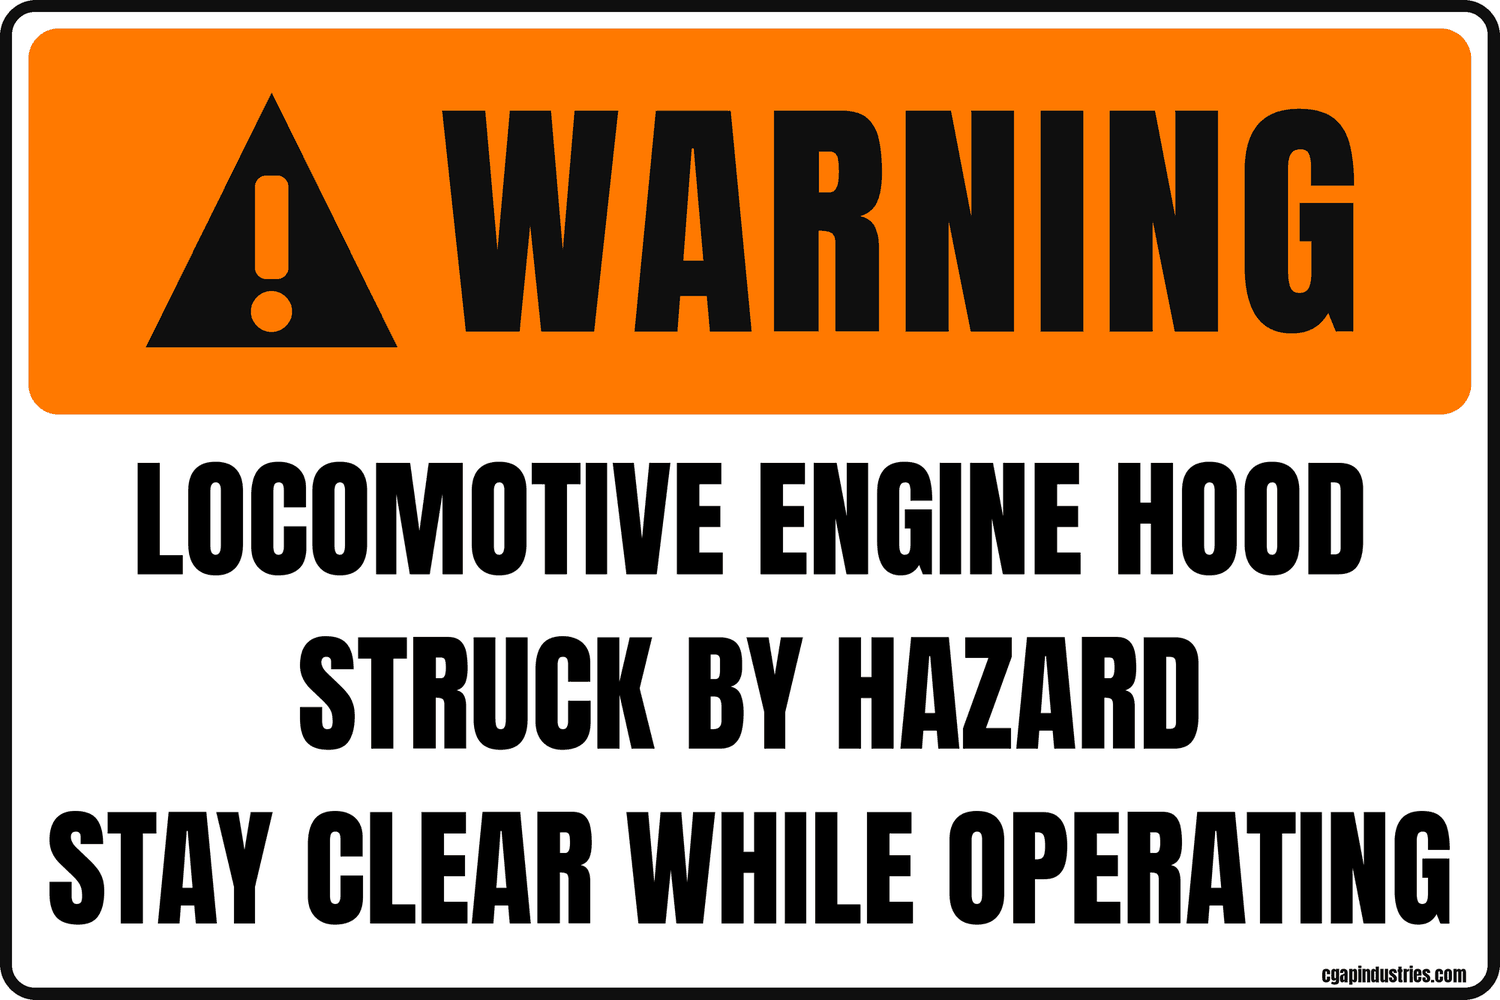 WARNING
LOCOMOTIVE ENGINE HOOD
STRUCK BY HAZARD
STAY CLEAR WHILE OPERATING
cgapindustries.com